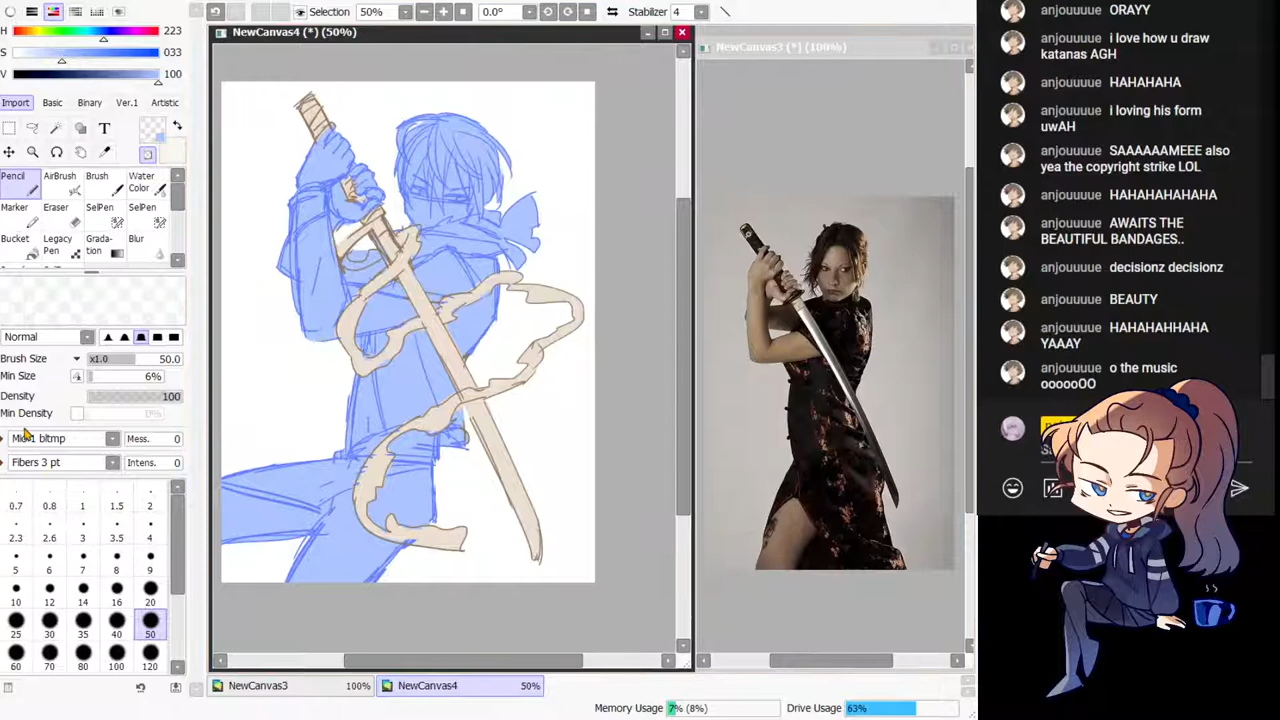 Selection
50%
0.0°
Stabilizer
4
H
223
S
033
V
100
Import
Basic
Binary
Ver.1
Artistic
T
Pencil
AirBrush
Brush
Water
Color
Marker
Eraser
SelPen
SelPen
Bucket
Legacy
Pen
Grada-
tion
Blur
Normal
Brush Size
x1.0
50.0
Min Size
6%
Density
100
Min Density
0%
bltmp
Mess.
0
Fibers 3 pt
Intens.
0
0.7
0.8
1
1.5
2
2.3
2.6
3
3.5
4
5
6
7
8
9
10
12
14
16
20
25
30
35
40
50
60
70
80
100
120
NewCanvas4 (*) (50%)
NewCanvas3 (*) (100%)
NewCanvas3
100%
NewCanvas4
50%
Memory Usage
7% (8%)
Drive Usage
63%
anjouuuue ORAYY
anjouuuue i love how u draw
katanas AGH
anjouuuue HAHAHAHA
anjouuuue i loving his form
uwAH
anjouuuue SAAAAAAMEEE also
yea the copyright strike LOL
anjouuuue HAHAHAHAHAHA
anjouuuue AWAITS THE
BEAUTIFUL BANDAGES..
anjouuuue decisionz decisionz
anjouuuue BEAUTY
anjouuuue HAHAHAHHAHA
YAAAY
anjouuuue o the music
oooooOO